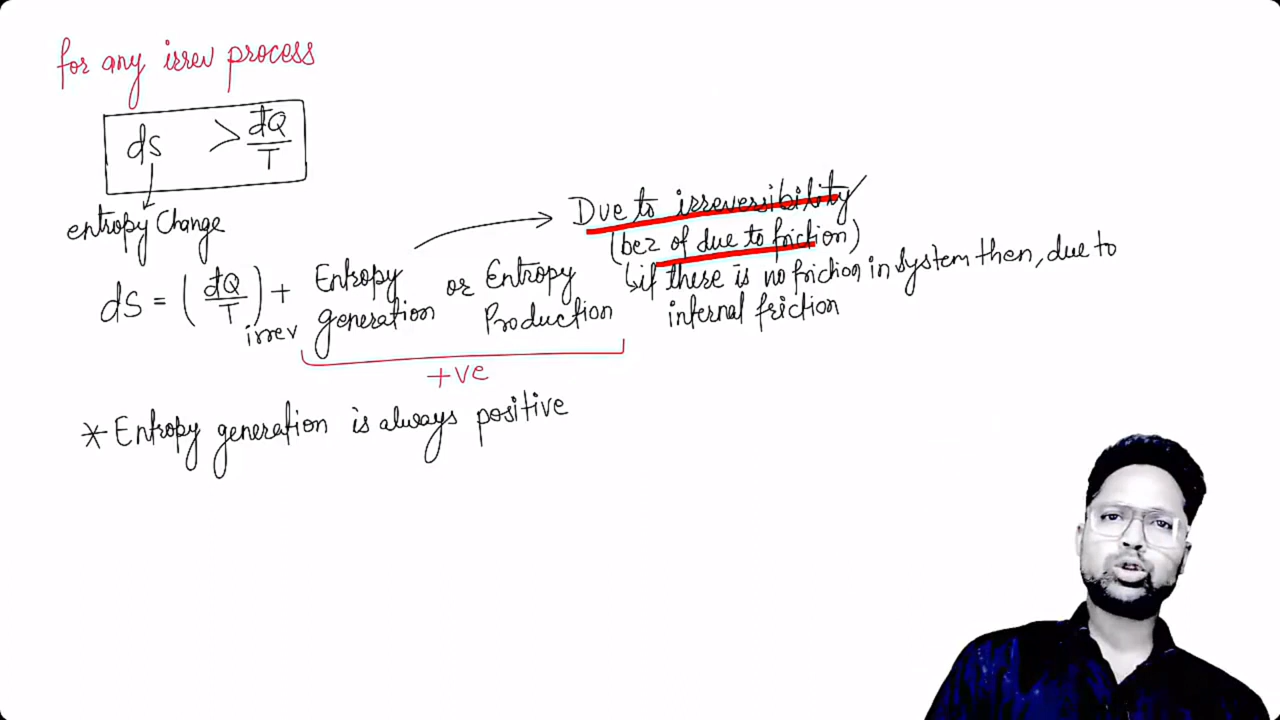 for any irrev process
dS > đQ/T
entropy Change
Due to irreversibility
(bcz of due to friction)
↳if there is no friction in system then, due to
internal friction
dS = (đQ/T)irrev + Entropy generation or Entropy Production
+ve
* Entropy generation is always positive